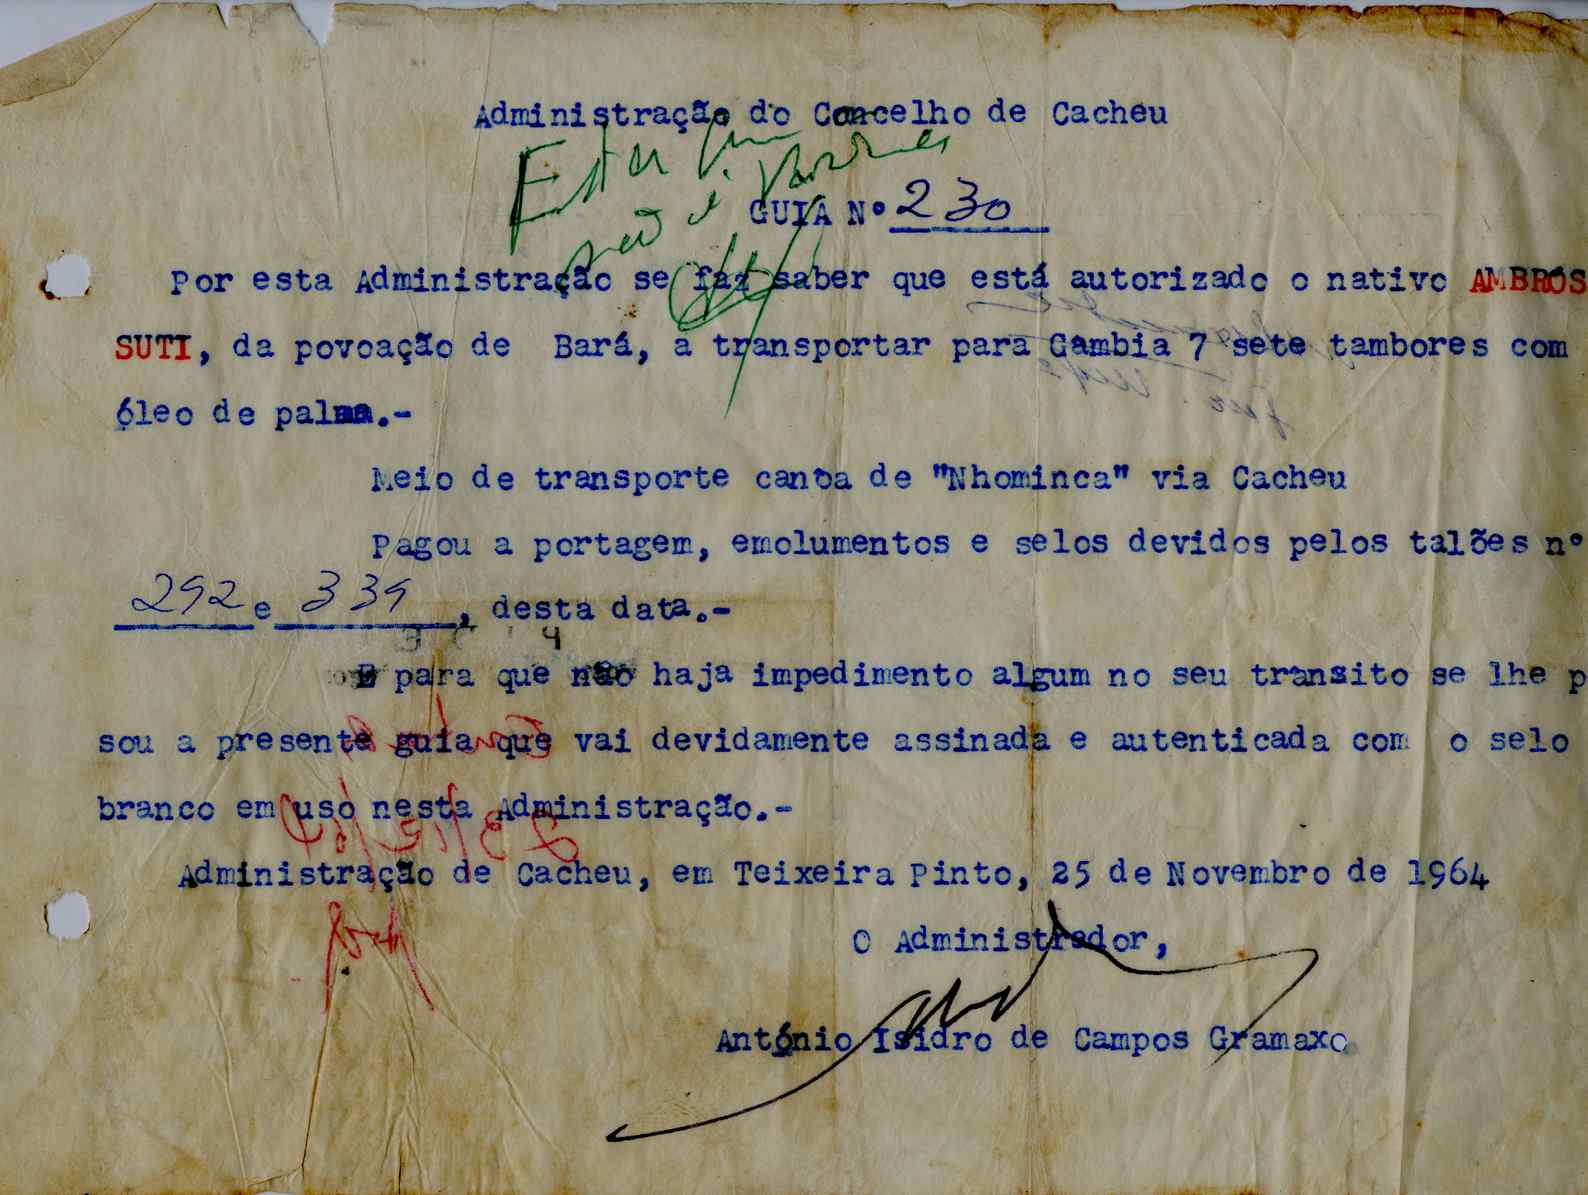 Administração do Concelho de Cacheu
Esta
GUIA Nº 230
Por esta Administração se faz saber que está autorizado o nativo AMBRÓS
SUTI, da povoação de Bará, a transportar para Gambia 7 sete tambores com
óleo de palma.-
Meio de transporte canoa de "Nhominca" via Cacheu
Pagou a portagem, emolumentos e selos devidos pelos talões nº
292 e 339, desta data.-
E para que não haja impedimento algum no seu transito se lhe p
sou a presente guia que vai devidamente assinada e autenticada com o selo
branco em uso nesta Administração.-
Administração de Cacheu, em Teixeira Pinto, 25 de Novembro de 1964
O Administrador,
António Isidro de Campos Gramaxo